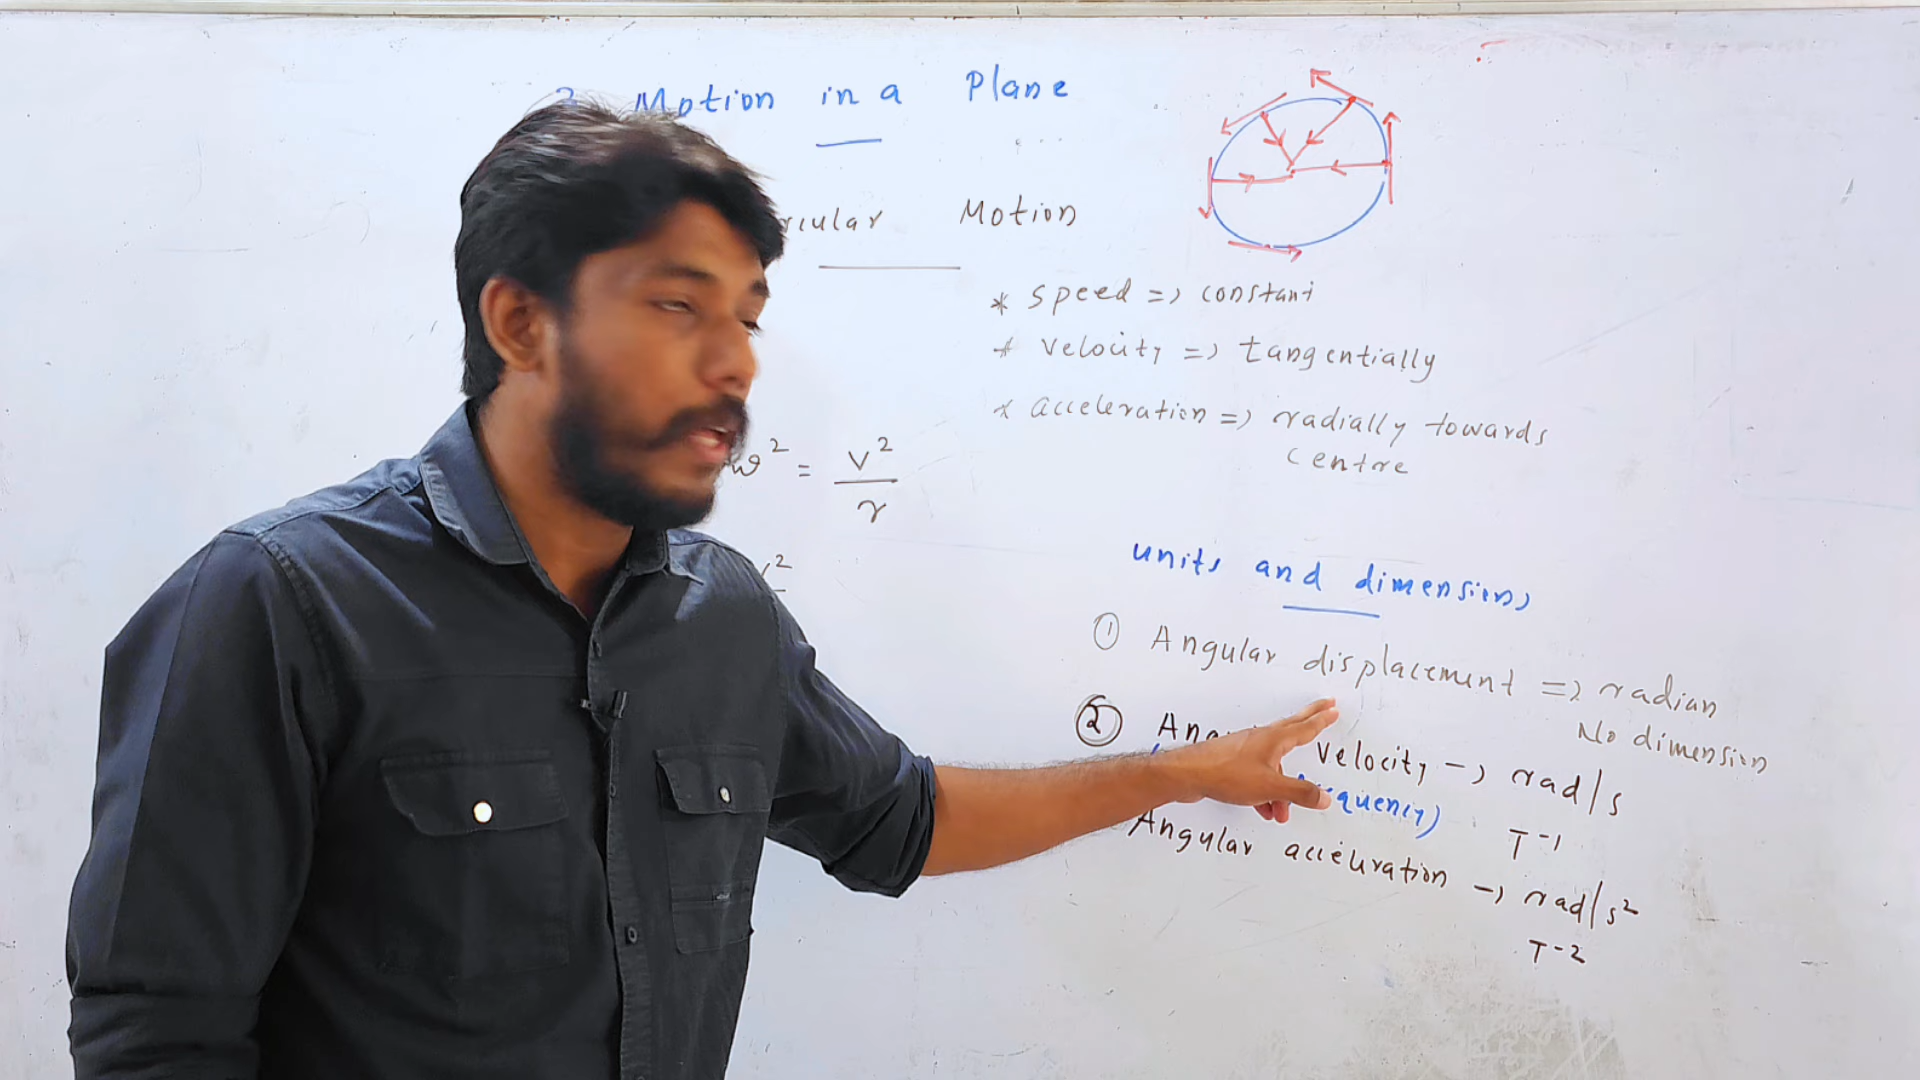 Motion in a Plane
Motion
* speed => constant
* velocity => tangentially
* acceleration => radially towards
centre
ω² = v²/r
units and dimensions
① Angular displacement => radian
No dimension
② velocity -> rad/s
T⁻¹
Angular acceleration -> rad/s²
T⁻²